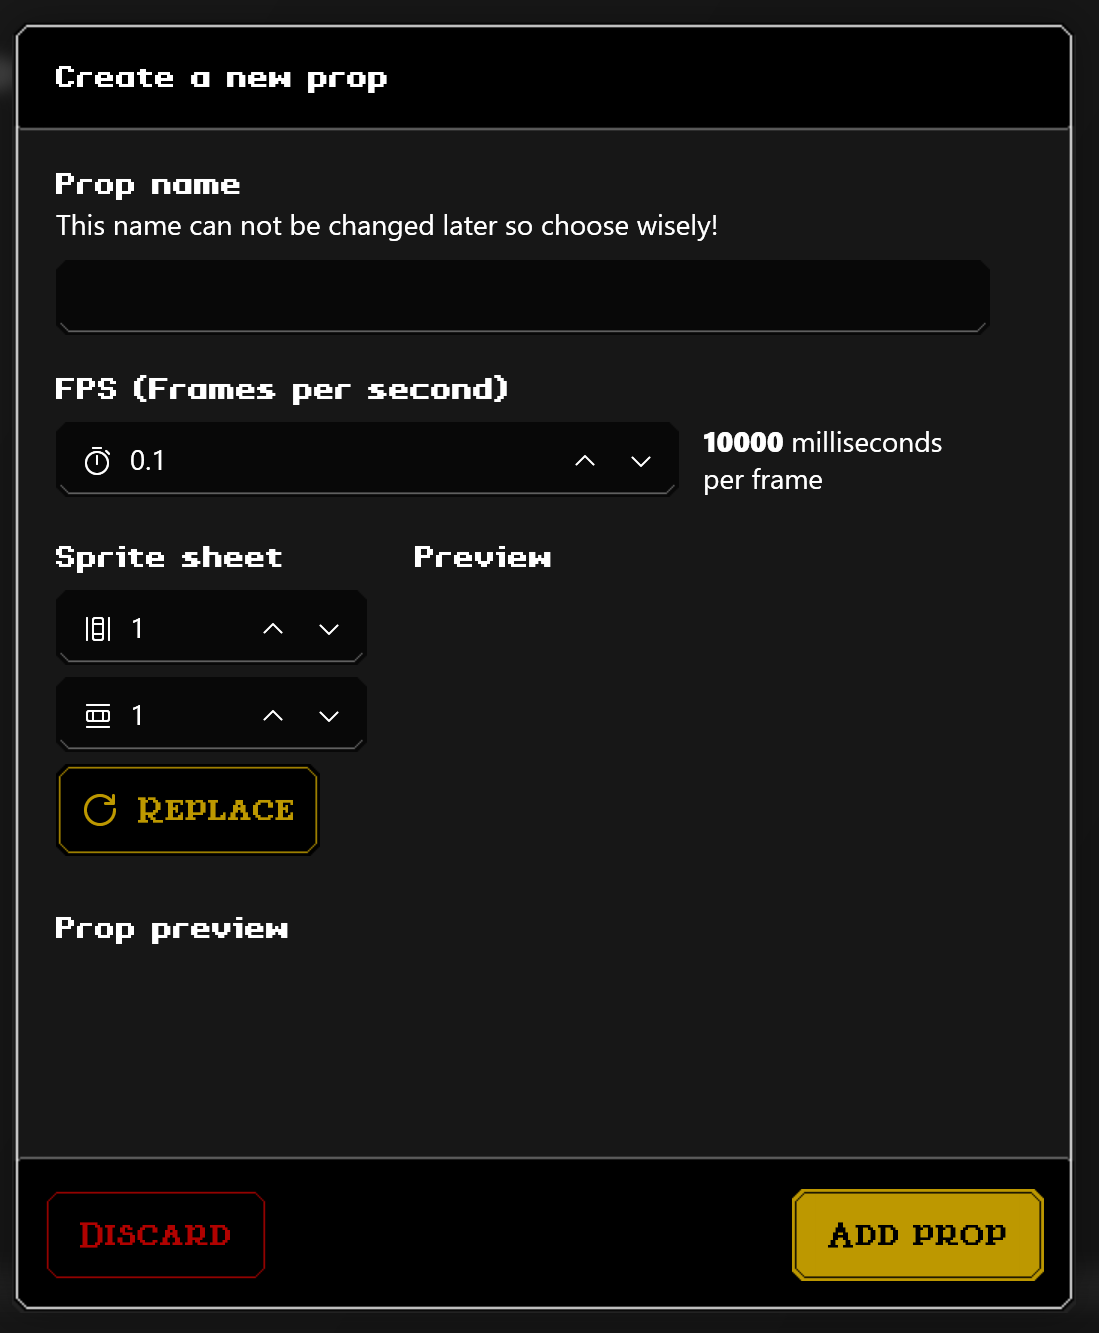 Create a new prop
Prop name
This name can not be changed later so choose wisely!
FPS (Frames per second)
0.1
10000 milliseconds
per frame
Sprite sheet
Preview
1
1
Replace
Prop preview
Discard
Add prop